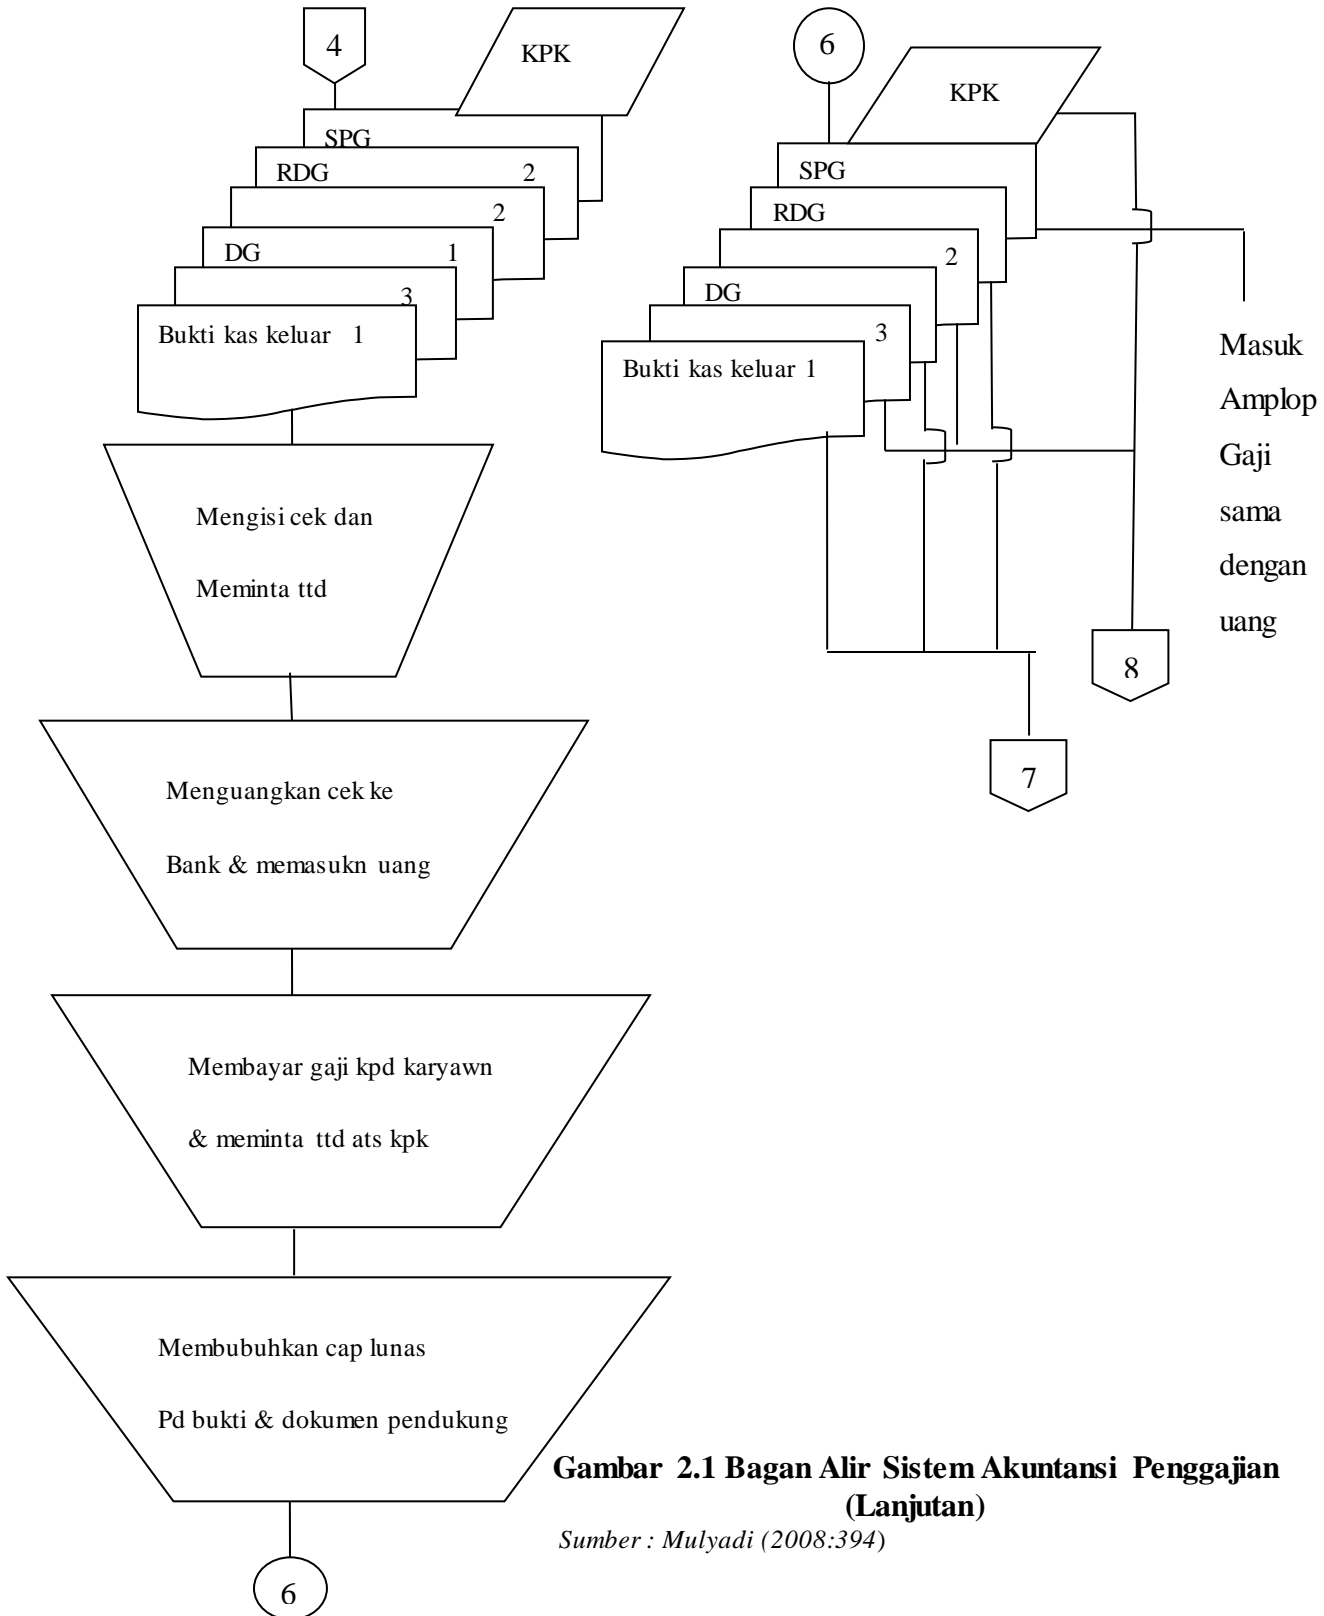 4
KPK
SPG
RDG 2
2
DG 1
3
Bukti kas keluar 1
Mengisi cek dan
Meminta ttd
Menguangkan cek ke
Bank & memasukn uang
Membayar gaji kpd karyawn
& meminta ttd ats kpk
Membubuhkan cap lunas
Pd bukti & dokumen pendukung
6
6
KPK
SPG
RDG
2
DG
3
Bukti kas keluar 1
Masuk
Amplop
Gaji
sama
dengan
uang
8
7
Gambar 2.1 Bagan Alir Sistem Akuntansi Penggajian
(Lanjutan)
Sumber : Mulyadi (2008:394)